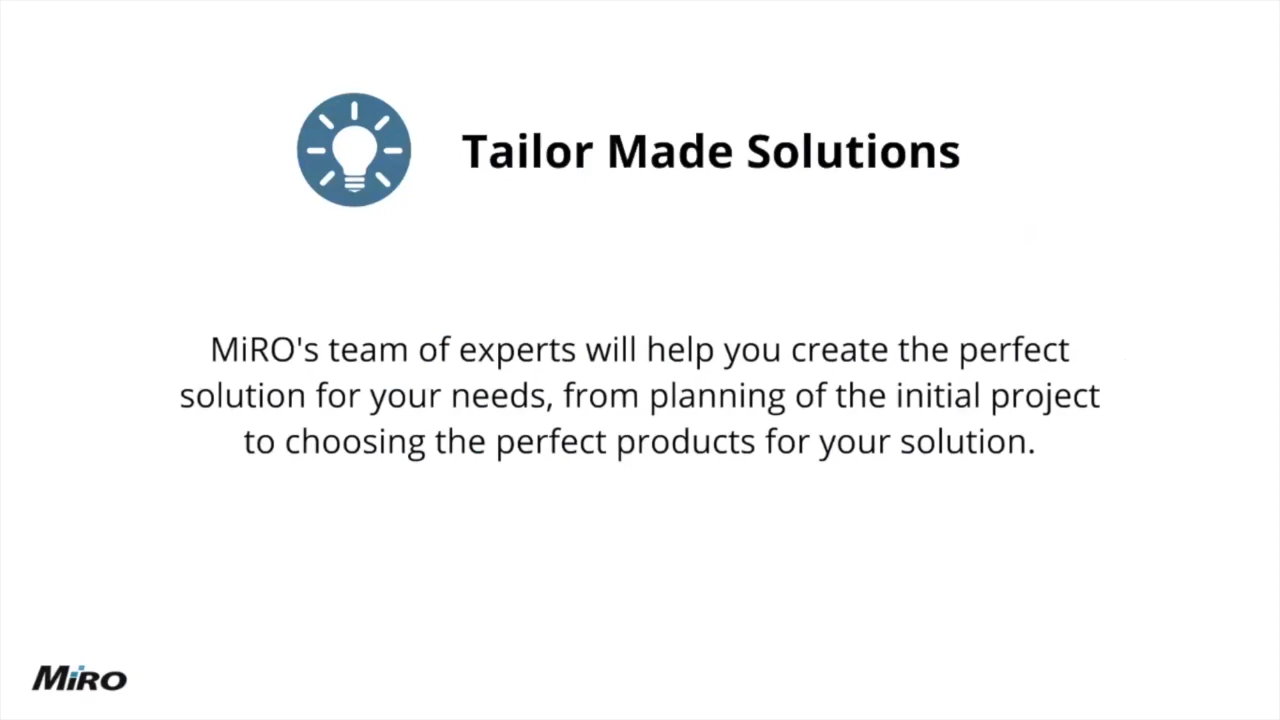 Tailor Made Solutions
MiRO's team of experts will help you create the perfect
solution for your needs, from planning of the initial project
to choosing the perfect products for your solution.
MiRO